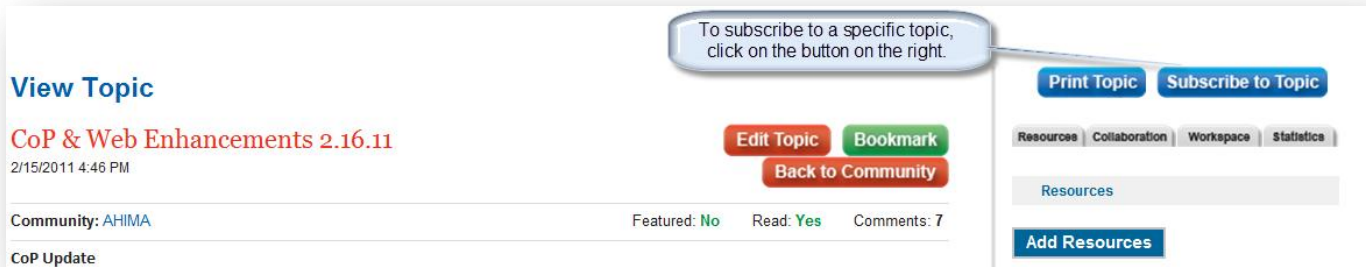 To subscribe to a specific topic,
click on the button on the right.
View Topic
Print Topic Subscribe to Topic
CoP & Web Enhancements 2.16.11
Edit Topic Bookmark
2/15/2011 4:46 PM
Back to Community
Resources Collaboration Workspace Statistics
Resources
Community: AHIMA Featured: No Read: Yes Comments: 7
Add Resources
CoP Update